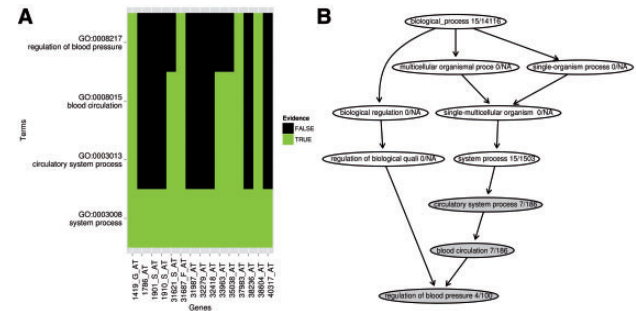 A
GO:0008217
regulation of blood pressure
GO:0008015
blood circulation
Terms
GO:0003013
circulatory system process
GO:0003008
system process
Evidence
FALSE
TRUE
1419_G_AT
1786_AT
1901_S_AT
1910_S_AT
31621_S_AT
31687_F_AT
31987_AT
32279_AT
32418_AT
33963_AT
35038_AT
37983_AT
38236_AT
38604_AT
40317_AT
Genes
B
biological_process 15/14116
multicellular organismal proce 0/NA
single-organism process 0/NA
biological regulation 0/NA
single-multicellular organism 0/NA
regulation of biological quali 0/NA
system process 15/1503
circulatory system process 7/186
blood circulation 7/186
regulation of blood pressure 4/100